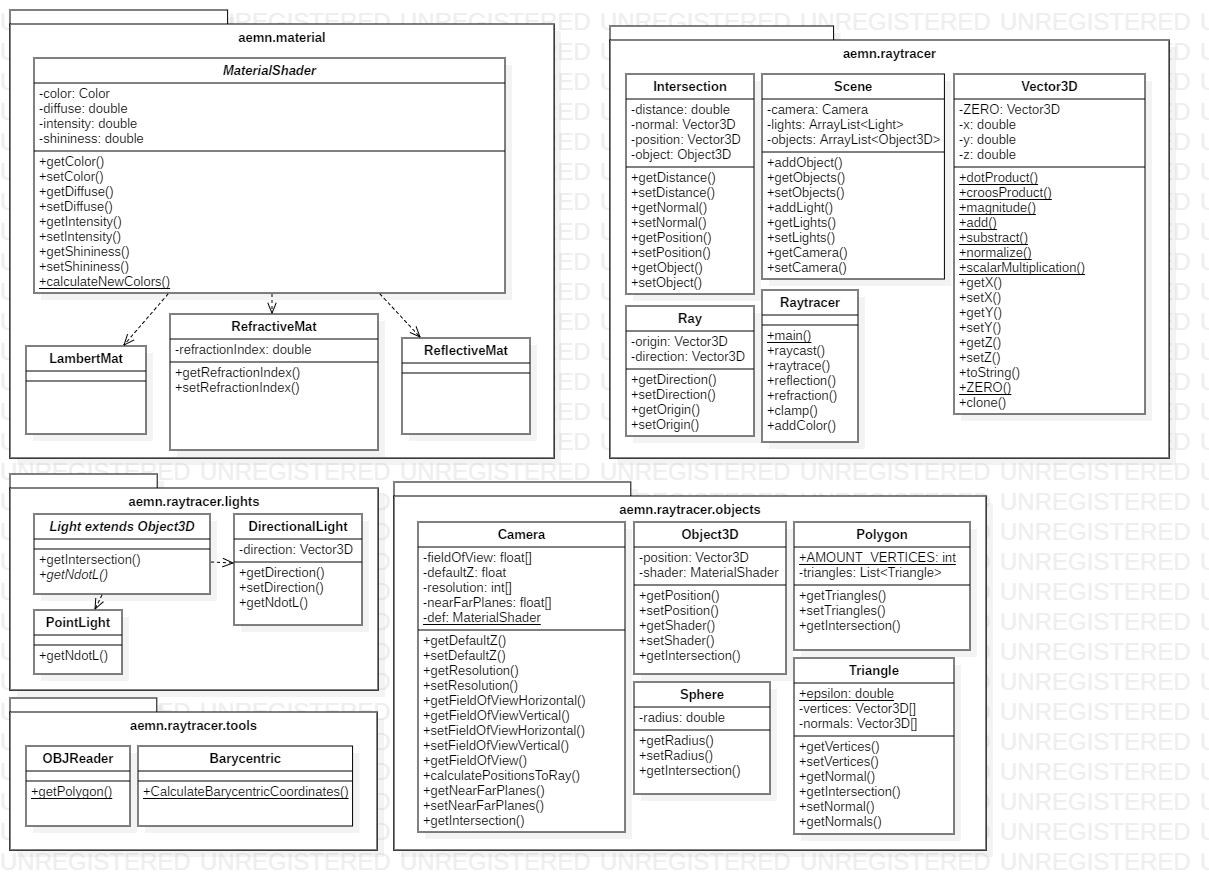 aemn.material
MaterialShader
-color: Color
-diffuse: double
-intensity: double
-shininess: double
+getColor()
+setColor()
+getDiffuse()
+setDiffuse()
+getIntensity()
+setIntensity()
+getShininess()
+setShininess()
+calculateNewColors()
LambertMat
RefractiveMat
-refractionIndex: double
+getRefractionIndex()
+setRefractionIndex()
ReflectiveMat
aemn.raytracer
Intersection
-distance: double
-normal: Vector3D
-position: Vector3D
-object: Object3D
+getDistance()
+setDistance()
+getNormal()
+setNormal()
+getPosition()
+setPosition()
+getObject()
+setObject()
Scene
-camera: Camera
-lights: ArrayList<Light>
-objects: ArrayList<Object3D>
+addObject()
+getObjects()
+setObjects()
+addLight()
+getLights()
+setLights()
+getCamera()
+setCamera()
Vector3D
-ZERO: Vector3D
-x: double
-y: double
-z: double
+dotProduct()
+croosProduct()
+magnitude()
+add()
+substract()
+normalize()
+scalarMultiplication()
+getX()
+setX()
+getY()
+setY()
+getZ()
+setZ()
+toString()
+ZERO()
+clone()
Ray
-origin: Vector3D
-direction: Vector3D
+getDirection()
+setDirection()
+getOrigin()
+setOrigin()
Raytracer
+main()
+raycast()
+raytrace()
+reflection()
+refraction()
+clamp()
+addColor()
aemn.raytracer.lights
Light extends Object3D
+getIntersection()
+getNdotL()
DirectionalLight
-direction: Vector3D
+getDirection()
+setDirection()
+getNdotL()
PointLight
+getNdotL()
aemn.raytracer.tools
OBJReader
+getPolygon()
Barycentric
+CalculateBarycentricCoordinates()
aemn.raytracer.objects
Camera
-fieldOfView: float[]
-defaultZ: float
-resolution: int[]
-nearFarPlanes: float[]
-def: MaterialShader
+getDefaultZ()
+setDefaultZ()
+getResolution()
+setResolution()
+getFieldOfViewHorizontal()
+getFieldOfViewVertical()
+setFieldOfViewHorizontal()
+setFieldOfViewVertical()
+getFieldOfView()
+calculatePositionsToRay()
+getNearFarPlanes()
+setNearFarPlanes()
+getIntersection()
Object3D
-position: Vector3D
-shader: MaterialShader
+getPosition()
+setPosition()
+getShader()
+setShader()
+getIntersection()
Sphere
-radius: double
+getRadius()
+setRadius()
+getIntersection()
Polygon
+AMOUNT_VERTICES: int
-triangles: List<Triangle>
+getTriangles()
+setTriangles()
+getIntersection()
Triangle
+epsilon: double
-vertices: Vector3D[]
-normals: Vector3D[]
+getVertices()
+setVertices()
+getNormal()
+getIntersection()
+setNormal()
+getNormals()
UNREGISTERED